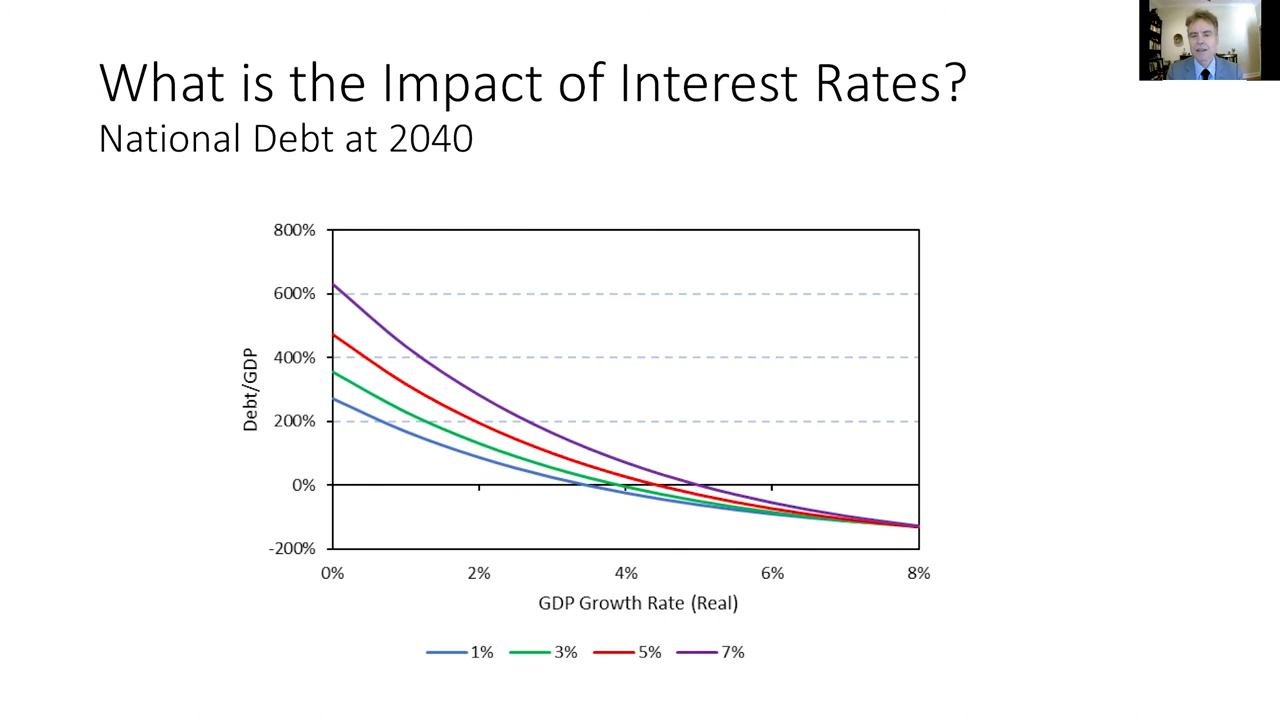 What is the Impact of Interest Rates?
National Debt at 2040
800%
600%
400%
200%
0%
-200%
Debt/GDP
0% 2% 4% 6% 8%
GDP Growth Rate (Real)
1% 3% 5% 7%